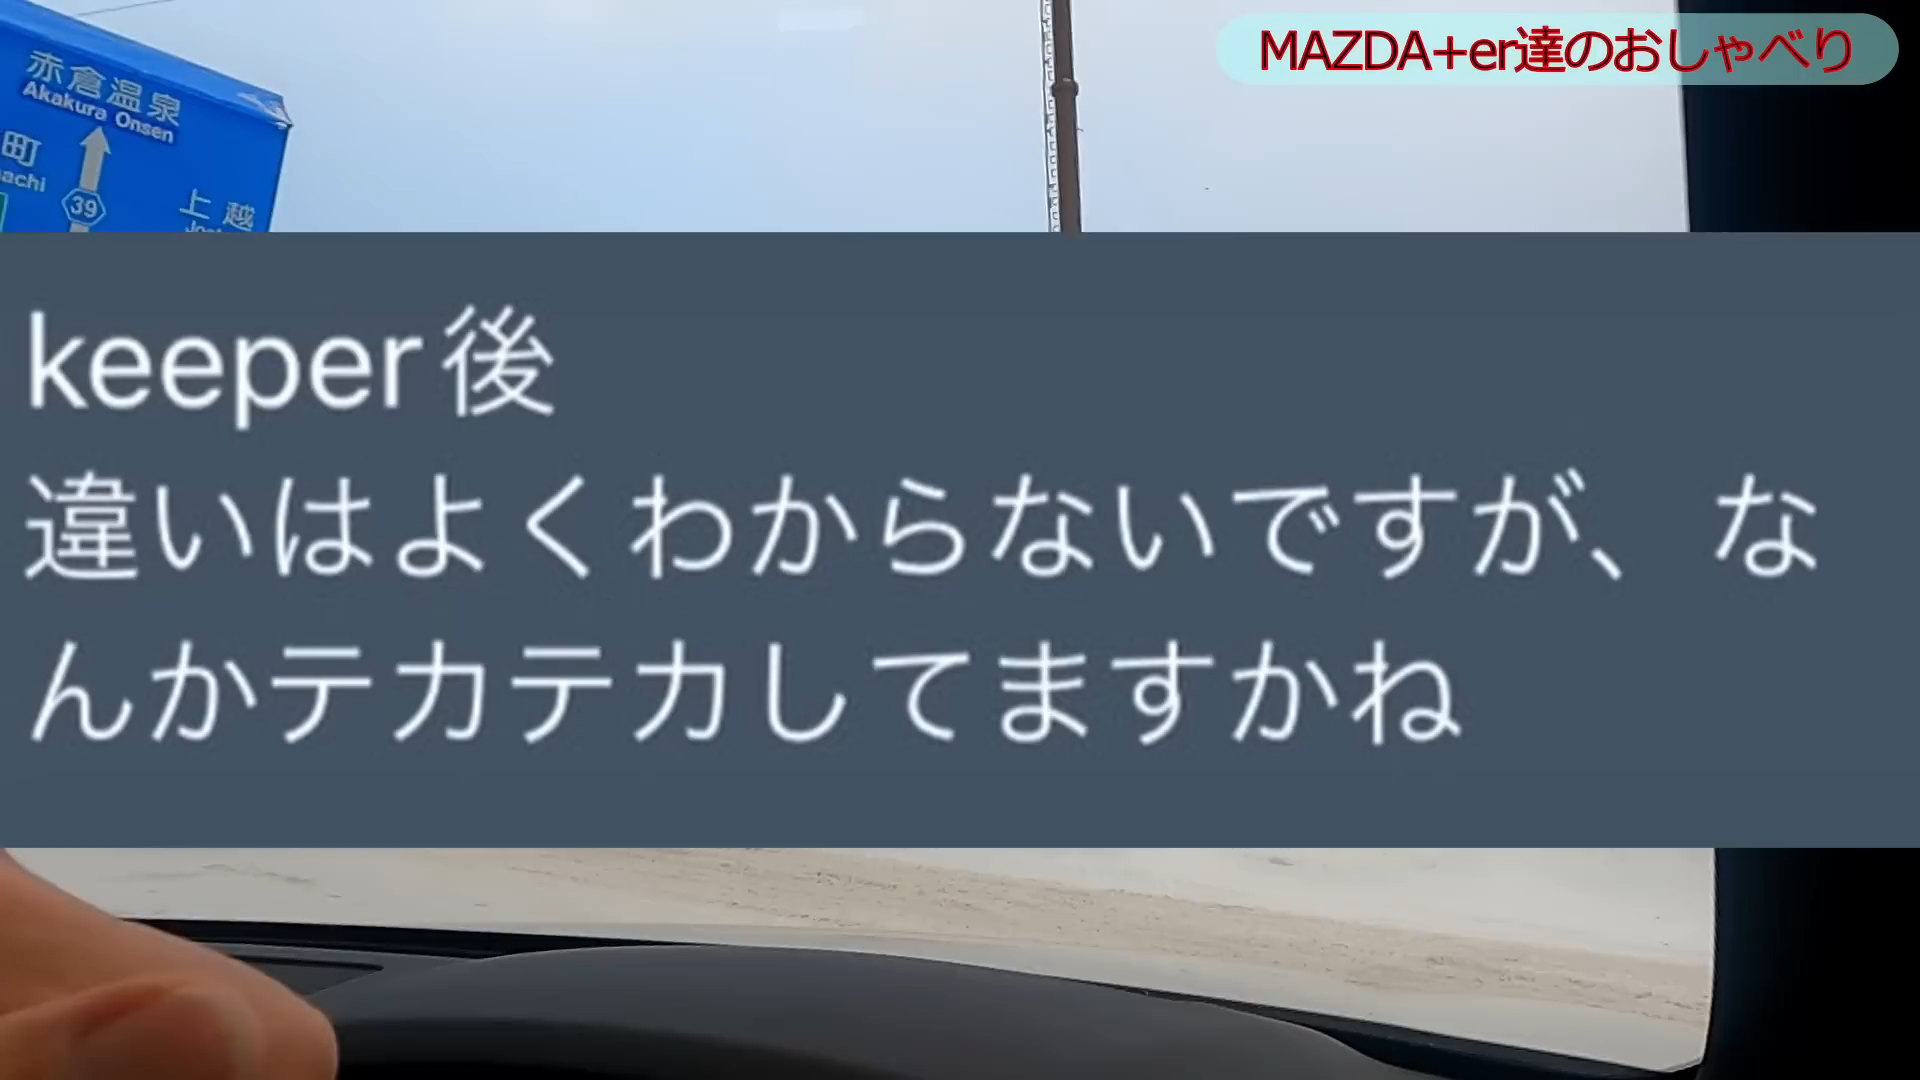 MAZDA+er達のおしゃべり
赤倉温泉
Akakura Onsen
町
achi
39
上越
keeper後
違いはよくわからないですが、な
んかテカテカしてますかね